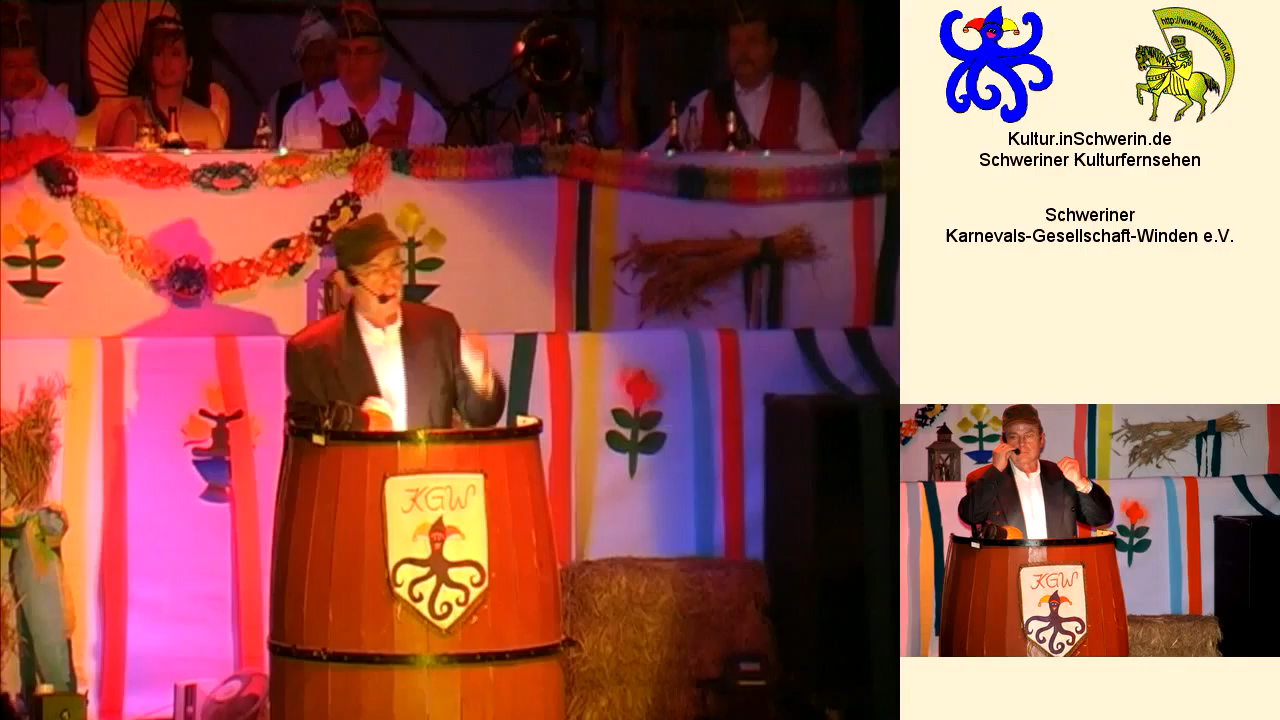 http://www.inschwerin.de
Kultur.inSchwerin.de
Schweriner Kulturfernsehen
Schweriner
Karnevals-Gesellschaft-Winden e.V.
KGW
KGW